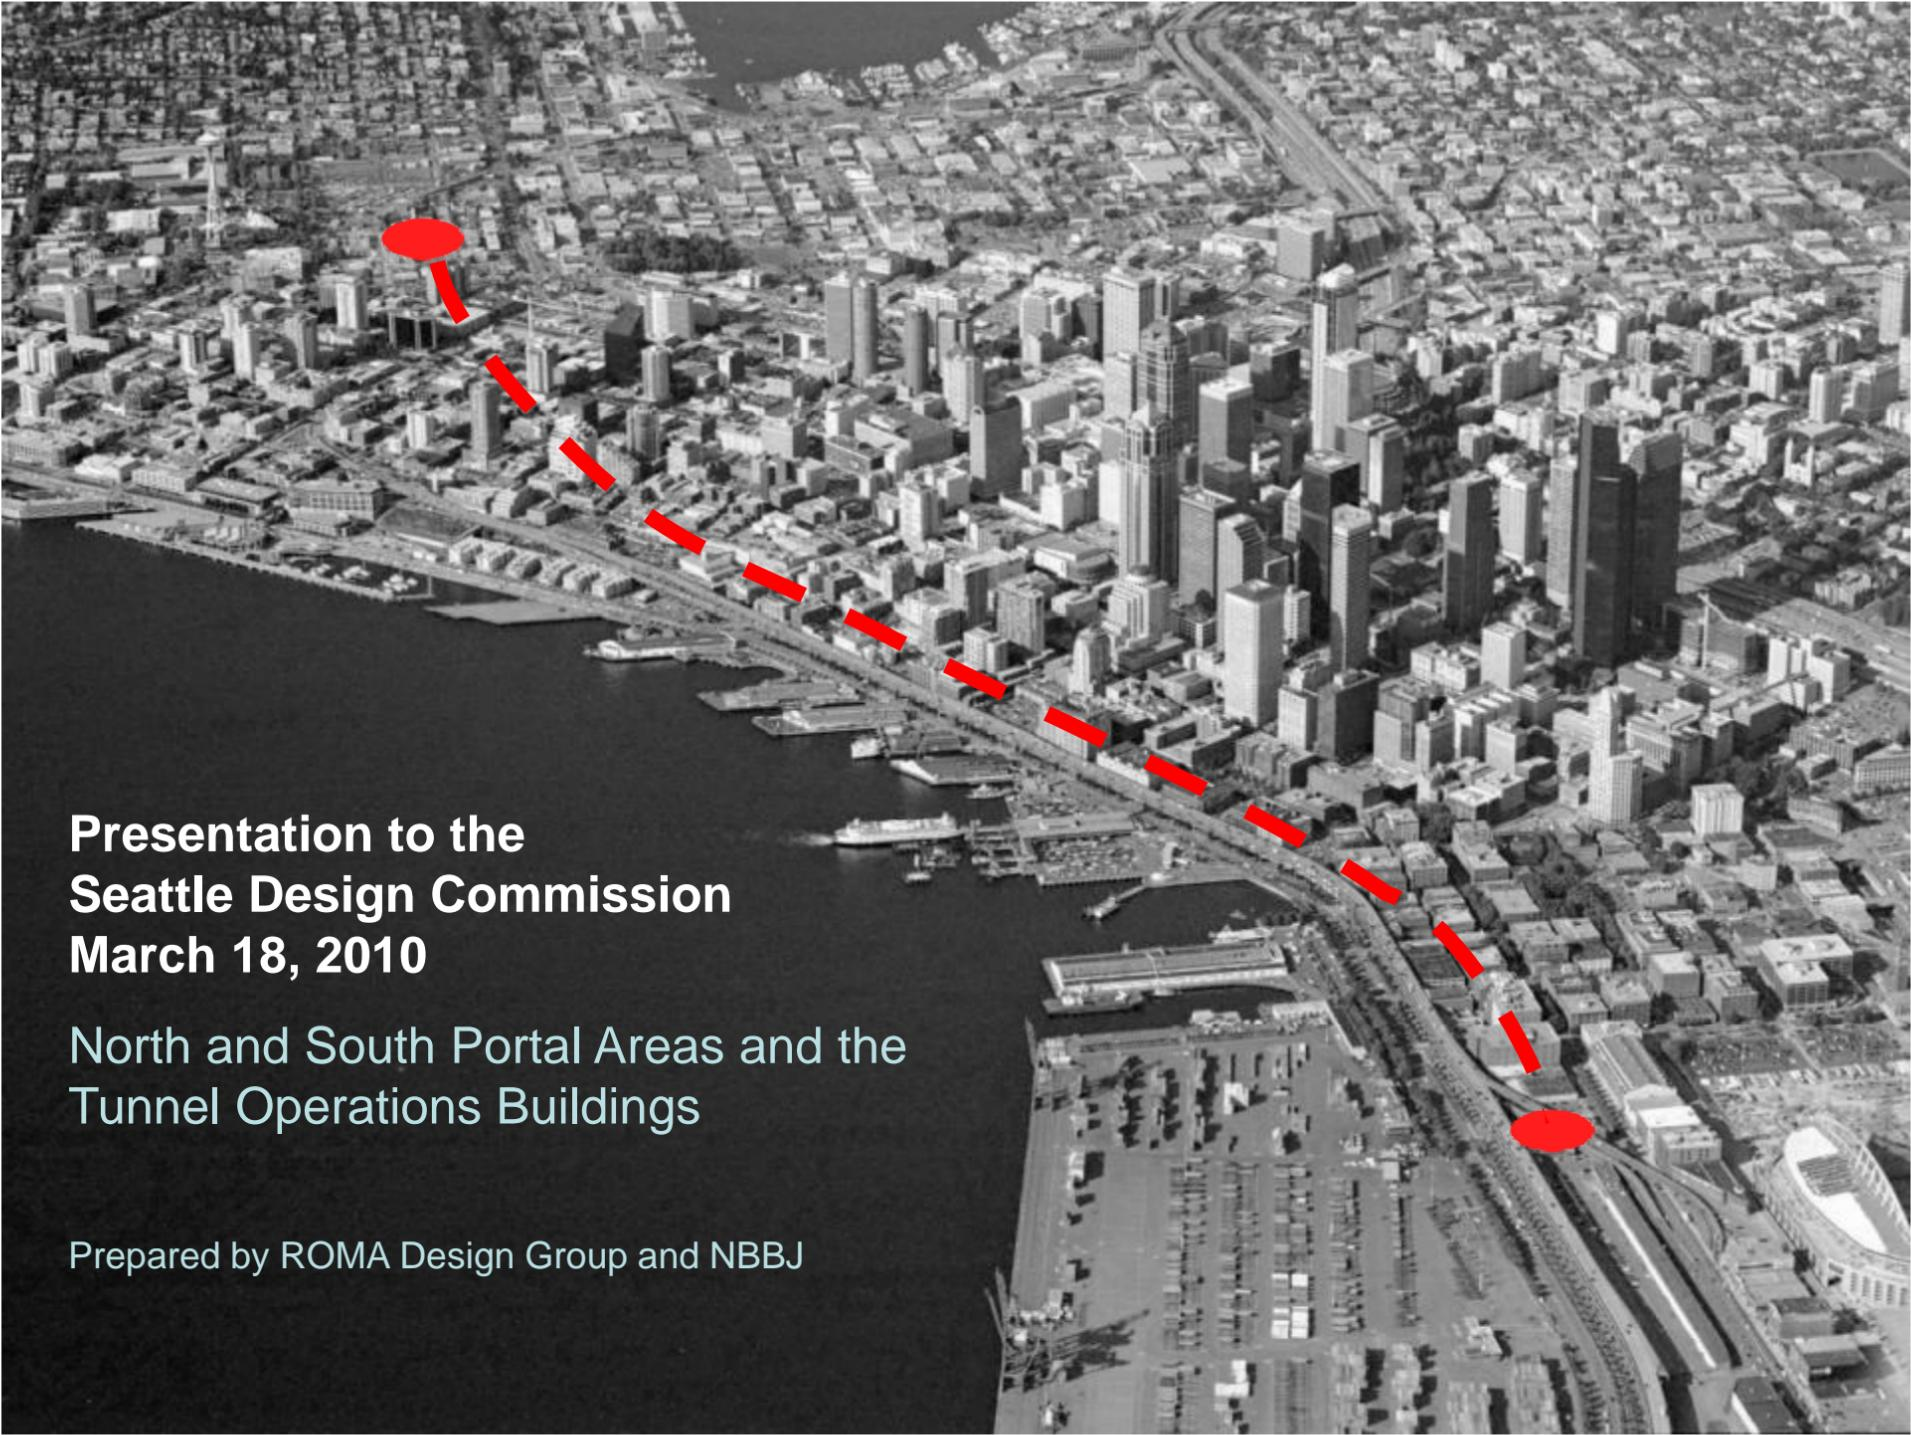 Presentation to the
Seattle Design Commission
March 18, 2010
North and South Portal Areas and the
Tunnel Operations Buildings
Prepared by ROMA Design Group and NBBJ